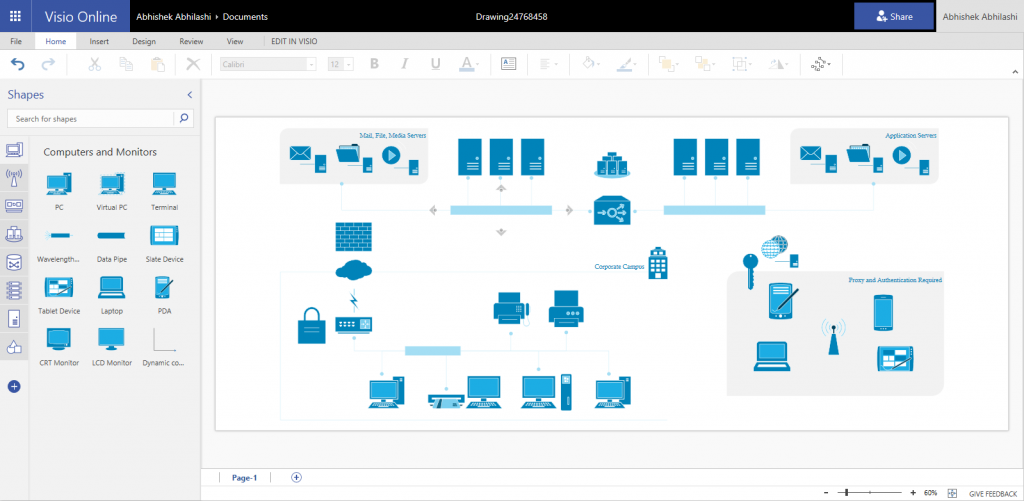 Visio Online
Abhishek Abhilashi › Documents
Drawing24768458
Share
Abhishek Abhilashi
File
Home
Insert
Design
Review
View
EDIT IN VISIO
Calibri
12
B
I
U
A
A
Shapes
Search for shapes
Computers and Monitors
PC
Virtual PC
Terminal
Wavelength...
Data Pipe
Slate Device
Tablet Device
Laptop
PDA
CRT Monitor
LCD Monitor
Dynamic co...
Mail, File, Media Servers
Application Servers
Corporate Campus
Proxy and Authentication Required
Page-1
60%
GIVE FEEDBACK